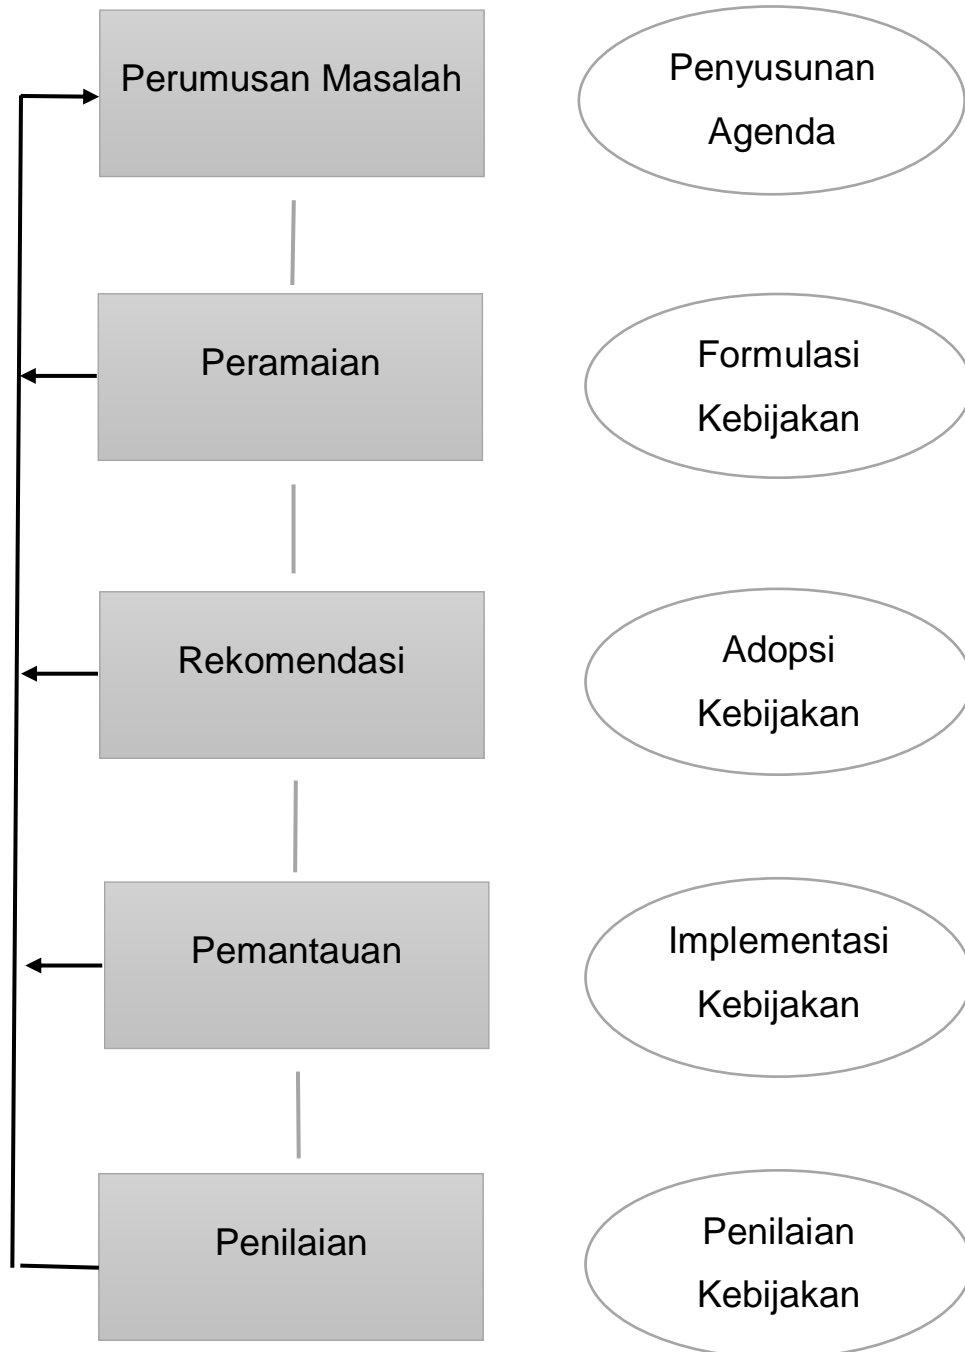 Perumusan Masalah
Penyusunan
Agenda
Peramaian
Formulasi
Kebijakan
Rekomendasi
Adopsi
Kebijakan
Pemantauan
Implementasi
Kebijakan
Penilaian
Penilaian
Kebijakan